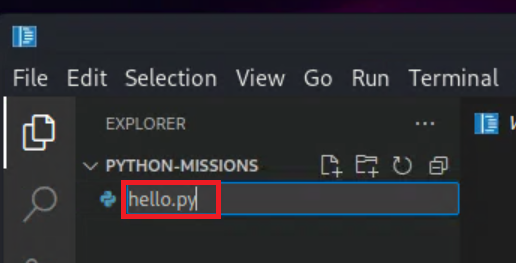 File Edit Selection View Go Run Terminal
EXPLORER
PYTHON-MISSIONS
hello.py